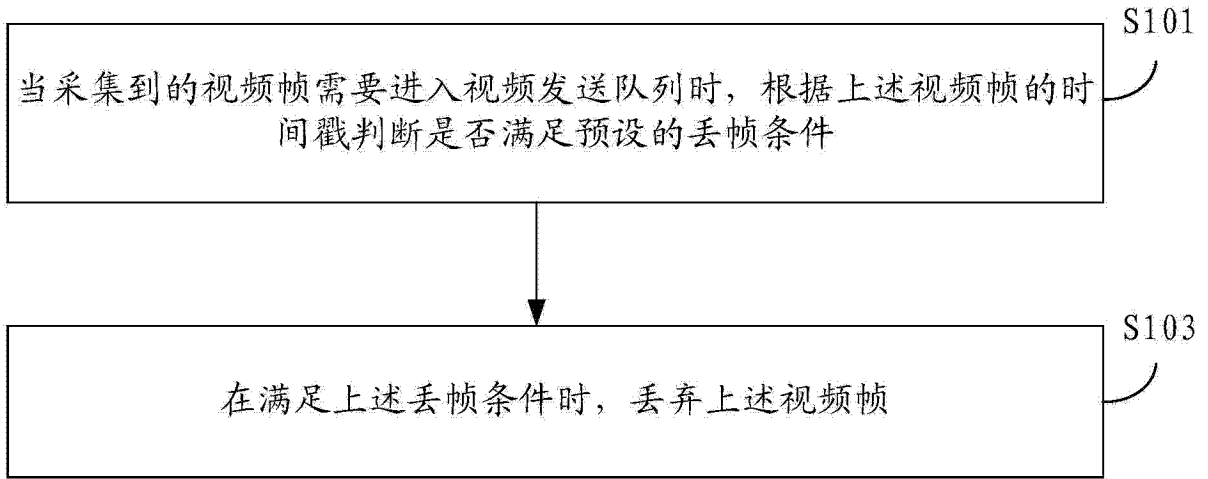 S101
当采集到的视频帧需要进入视频发送队列时，根据上述视频帧的时
间戳判断是否满足预设的丢帧条件
S103
在满足上述丢帧条件时，丢弃上述视频帧